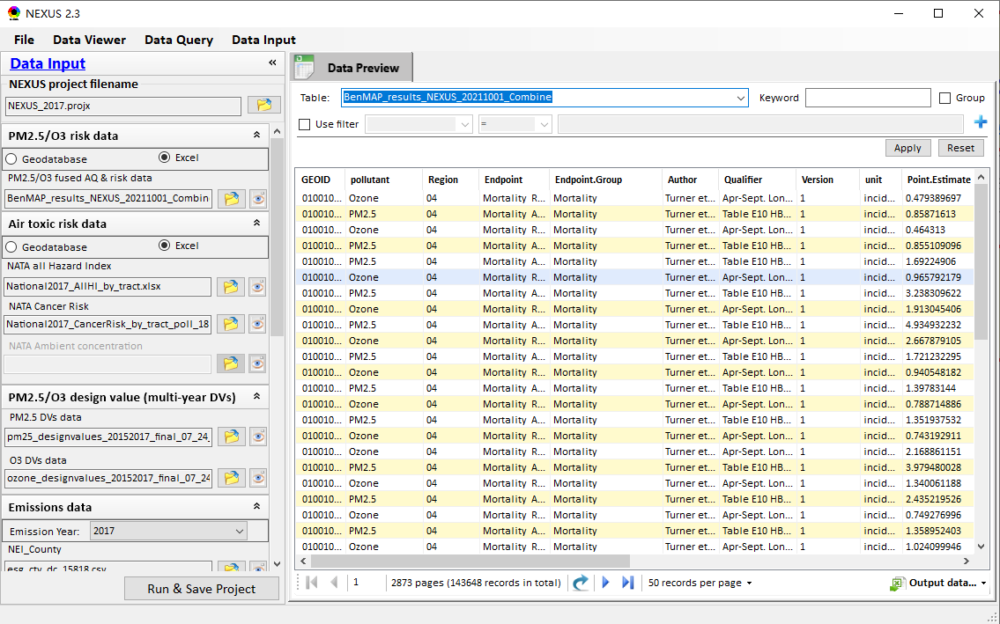 NEXUS 2.3
File Data Viewer Data Query Data Input
Data Input «
NEXUS project filename
NEXUS_2017.projx
PM2.5/O3 risk data
Geodatabase Excel
PM2.5/O3 fused AQ & risk data
BenMAP_results_NEXUS_20211001_Combin
Air toxic risk data
Geodatabase Excel
NATA all Hazard Index
National2017_AllHI_by_tract.xlsx
NATA Cancer Risk
National2017_CancerRisk_by_tract_poll_18
NATA Ambient concentration
PM2.5/O3 design value (multi-year DVs)
PM2.5 DVs data
pm25_designvalues_20152017_final_07_24_
O3 DVs data
ozone_designvalues_20152017_final_07_24
Emissions data
Emission Year: 2017
NEI_County
esg_cty_dc_15818.csv
Run & Save Project
Data Preview
Table: BenMAP_results_NEXUS_20211001_Combine Keyword Group
Use filter =
Apply Reset
GEOID pollutant Region Endpoint Endpoint.Group Author Qualifier Version unit Point.Estimate
010010... Ozone 04 Mortality R... Mortality Turner et... Apr-Sept. Lon... 1 incid... 0.479389697
010010... PM2.5 04 Mortality A... Mortality Turner et... Table E10 HB... 1 incid... 0.85871613
010010... Ozone 04 Mortality R... Mortality Turner et... Apr-Sept. Lon... 1 incid... 0.464313
010010... PM2.5 04 Mortality A... Mortality Turner et... Table E10 HB... 1 incid... 0.855109096
010010... PM2.5 04 Mortality A... Mortality Turner et... Table E10 HB... 1 incid... 1.69224906
010010... Ozone 04 Mortality R... Mortality Turner et... Apr-Sept. Lon... 1 incid... 0.965792179
010010... PM2.5 04 Mortality A... Mortality Turner et... Table E10 HB... 1 incid... 3.238309622
010010... Ozone 04 Mortality R... Mortality Turner et... Apr-Sept. Lon... 1 incid... 1.913045406
010010... PM2.5 04 Mortality A... Mortality Turner et... Table E10 HB... 1 incid... 4.934932232
010010... Ozone 04 Mortality R... Mortality Turner et... Apr-Sept. Lon... 1 incid... 2.667879105
010010... PM2.5 04 Mortality A... Mortality Turner et... Table E10 HB... 1 incid... 1.721232295
010010... Ozone 04 Mortality R... Mortality Turner et... Apr-Sept. Lon... 1 incid... 0.940548182
010010... PM2.5 04 Mortality A... Mortality Turner et... Table E10 HB... 1 incid... 1.39783144
010010... Ozone 04 Mortality R... Mortality Turner et... Apr-Sept. Lon... 1 incid... 0.788714886
010010... PM2.5 04 Mortality A... Mortality Turner et... Table E10 HB... 1 incid... 1.351937532
010010... Ozone 04 Mortality R... Mortality Turner et... Apr-Sept. Lon... 1 incid... 0.743192911
010010... Ozone 04 Mortality R... Mortality Turner et... Apr-Sept. Lon... 1 incid... 2.168861151
010010... PM2.5 04 Mortality A... Mortality Turner et... Table E10 HB... 1 incid... 3.979480028
010010... Ozone 04 Mortality R... Mortality Turner et... Apr-Sept. Lon... 1 incid... 1.340061188
010010... PM2.5 04 Mortality A... Mortality Turner et... Table E10 HB... 1 incid... 2.435219526
010010... Ozone 04 Mortality R... Mortality Turner et... Apr-Sept. Lon... 1 incid... 0.749276996
010010... PM2.5 04 Mortality A... Mortality Turner et... Table E10 HB... 1 incid... 1.358952403
010010... Ozone 04 Mortality R... Mortality Turner et... Apr-Sept. Lon... 1 incid... 1.024099946
1 2873 pages (143648 records in total) 50 records per page Output data...